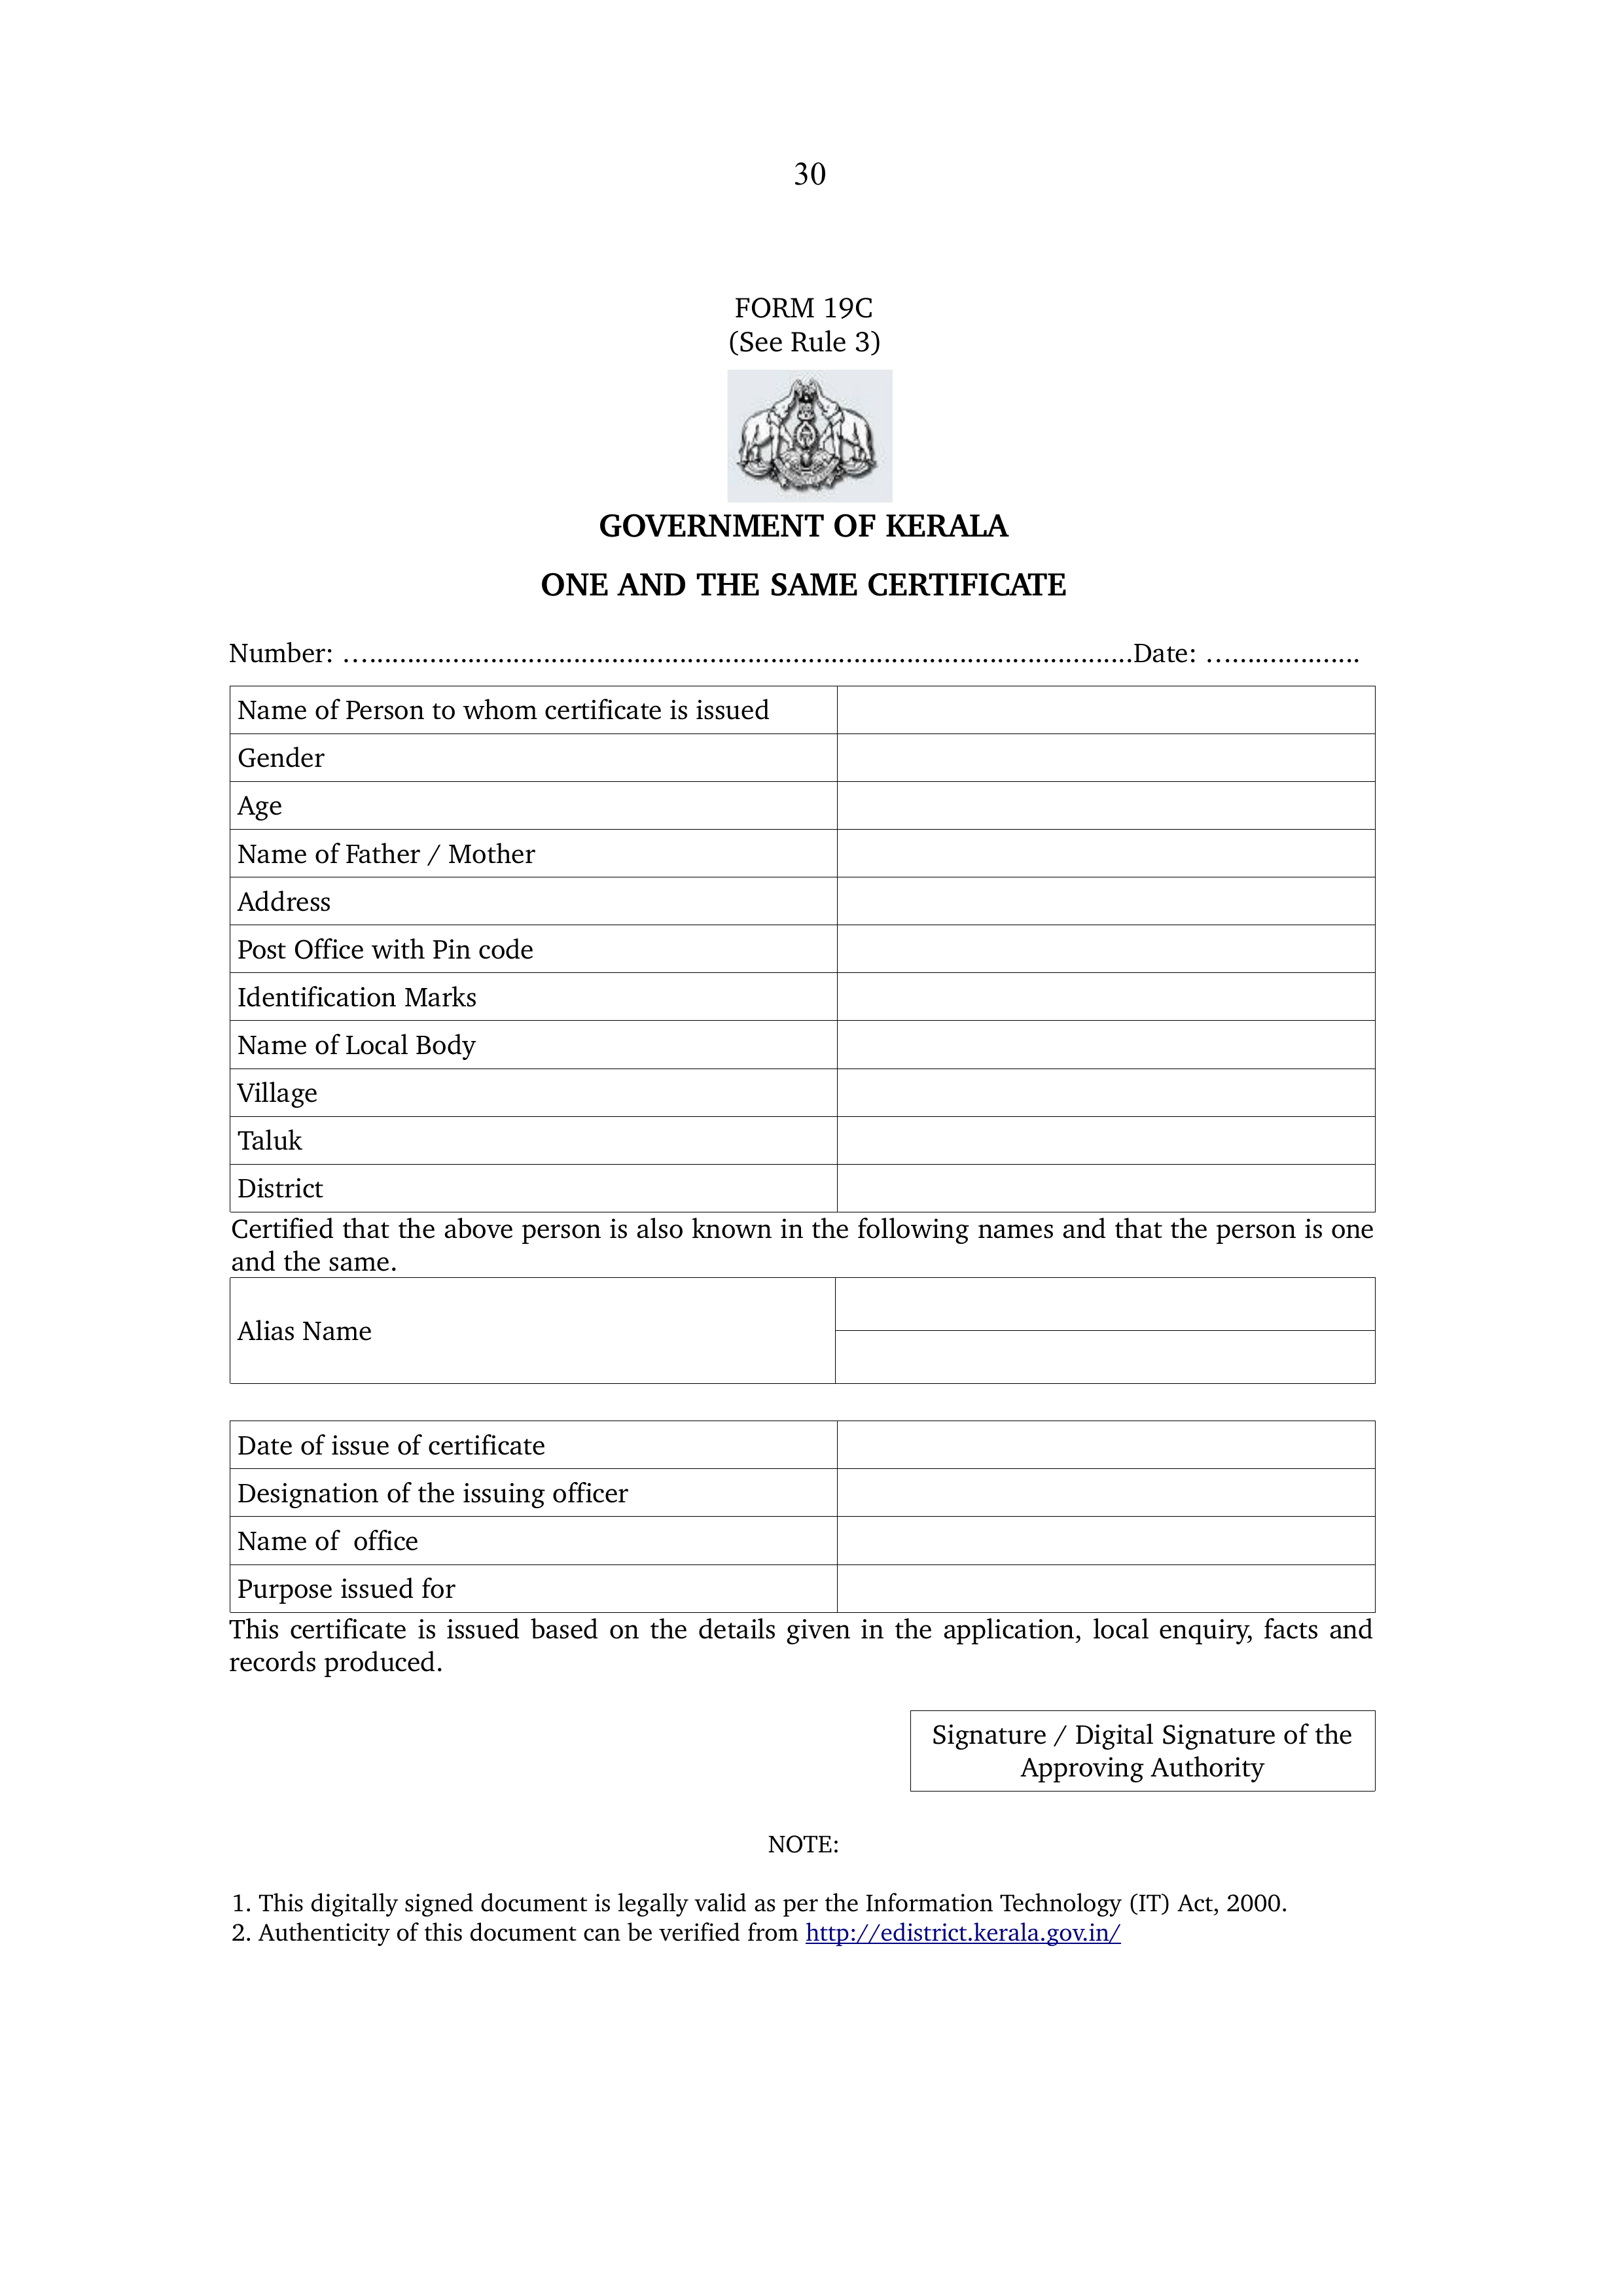 30
FORM 19C
(See Rule 3)
GOVERNMENT OF KERALA
ONE AND THE SAME CERTIFICATE
Number: …......................................................................................................Date: ….................
Name of Person to whom certificate is issued
Gender
Age
Name of Father / Mother
Address
Post Office with Pin code
Identification Marks
Name of Local Body
Village
Taluk
District
Certified that the above person is also known in the following names and that the person is one
and the same.
Alias Name
Date of issue of certificate
Designation of the issuing officer
Name of  office
Purpose issued for
This certificate is issued based on the details given in the application, local enquiry, facts and
records produced.
Signature / Digital Signature of the
Approving Authority
NOTE:
1. This digitally signed document is legally valid as per the Information Technology (IT) Act, 2000.
2. Authenticity of this document can be verified from http://edistrict.kerala.gov.in/